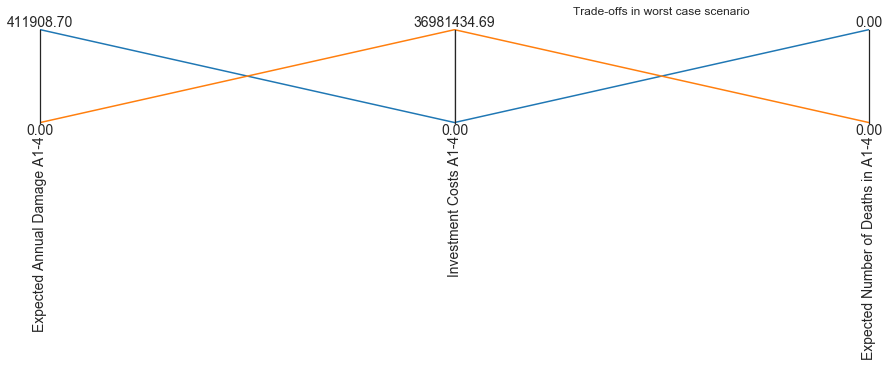 Trade-offs in worst case scenario
411908.70
36981434.69
0.00
0.00
0.00
0.00
Expected Annual Damage A1-4
Investment Costs A1-4
Expected Number of Deaths in A1-4